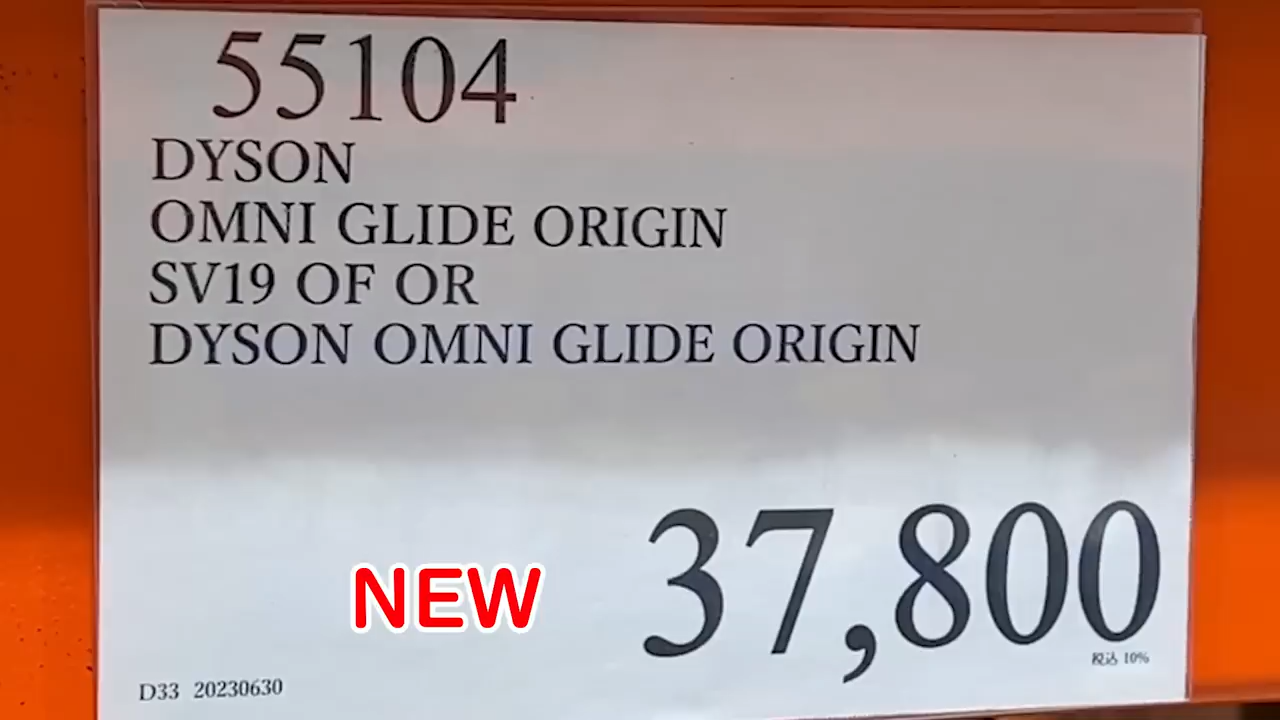 55104
DYSON
OMNI GLIDE ORIGIN
SV19 OF OR
DYSON OMNI GLIDE ORIGIN
37,800
NEW
税込 10%
D33 20230630